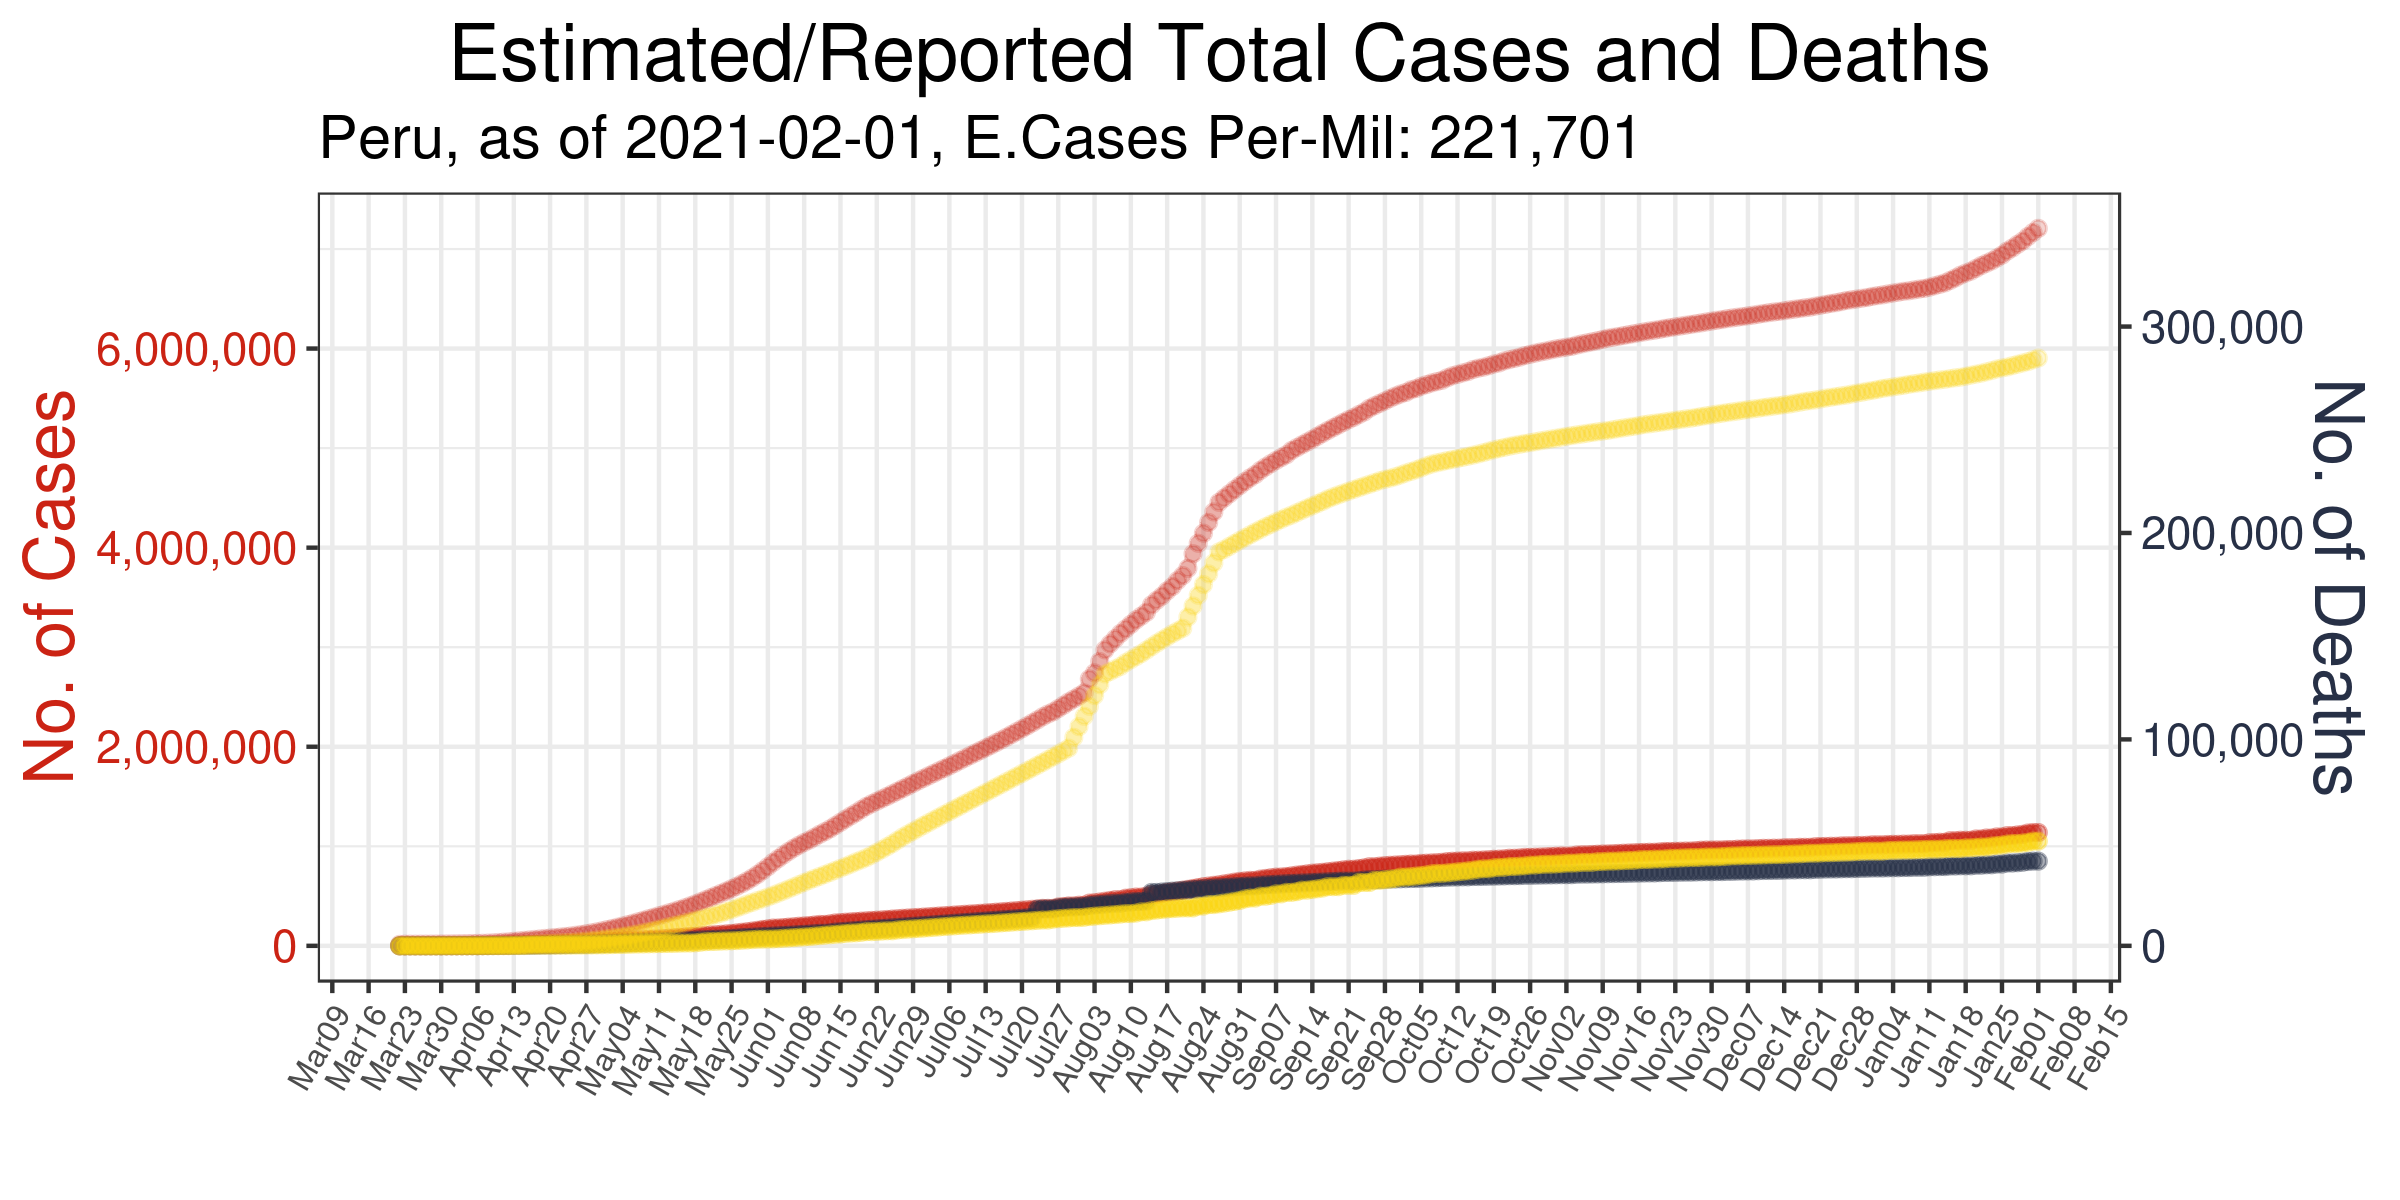 Estimated/Reported Total Cases and Deaths
Peru, as of 2021-02-01, E.Cases Per-Mil: 221,701
No. of Cases
6,000,000
4,000,000
2,000,000
0
300,000
200,000
100,000
0
No. of Deaths
Mar09
Mar16
Mar23
Mar30
Apr06
Apr13
Apr20
Apr27
May04
May11
May18
May25
Jun01
Jun08
Jun15
Jun22
Jun29
Jul06
Jul13
Jul20
Jul27
Aug03
Aug10
Aug17
Aug24
Aug31
Sep07
Sep14
Sep21
Sep28
Oct05
Oct12
Oct19
Oct26
Nov02
Nov09
Nov16
Nov23
Nov30
Dec07
Dec14
Dec21
Dec28
Jan04
Jan11
Jan18
Jan25
Feb01
Feb08
Feb15